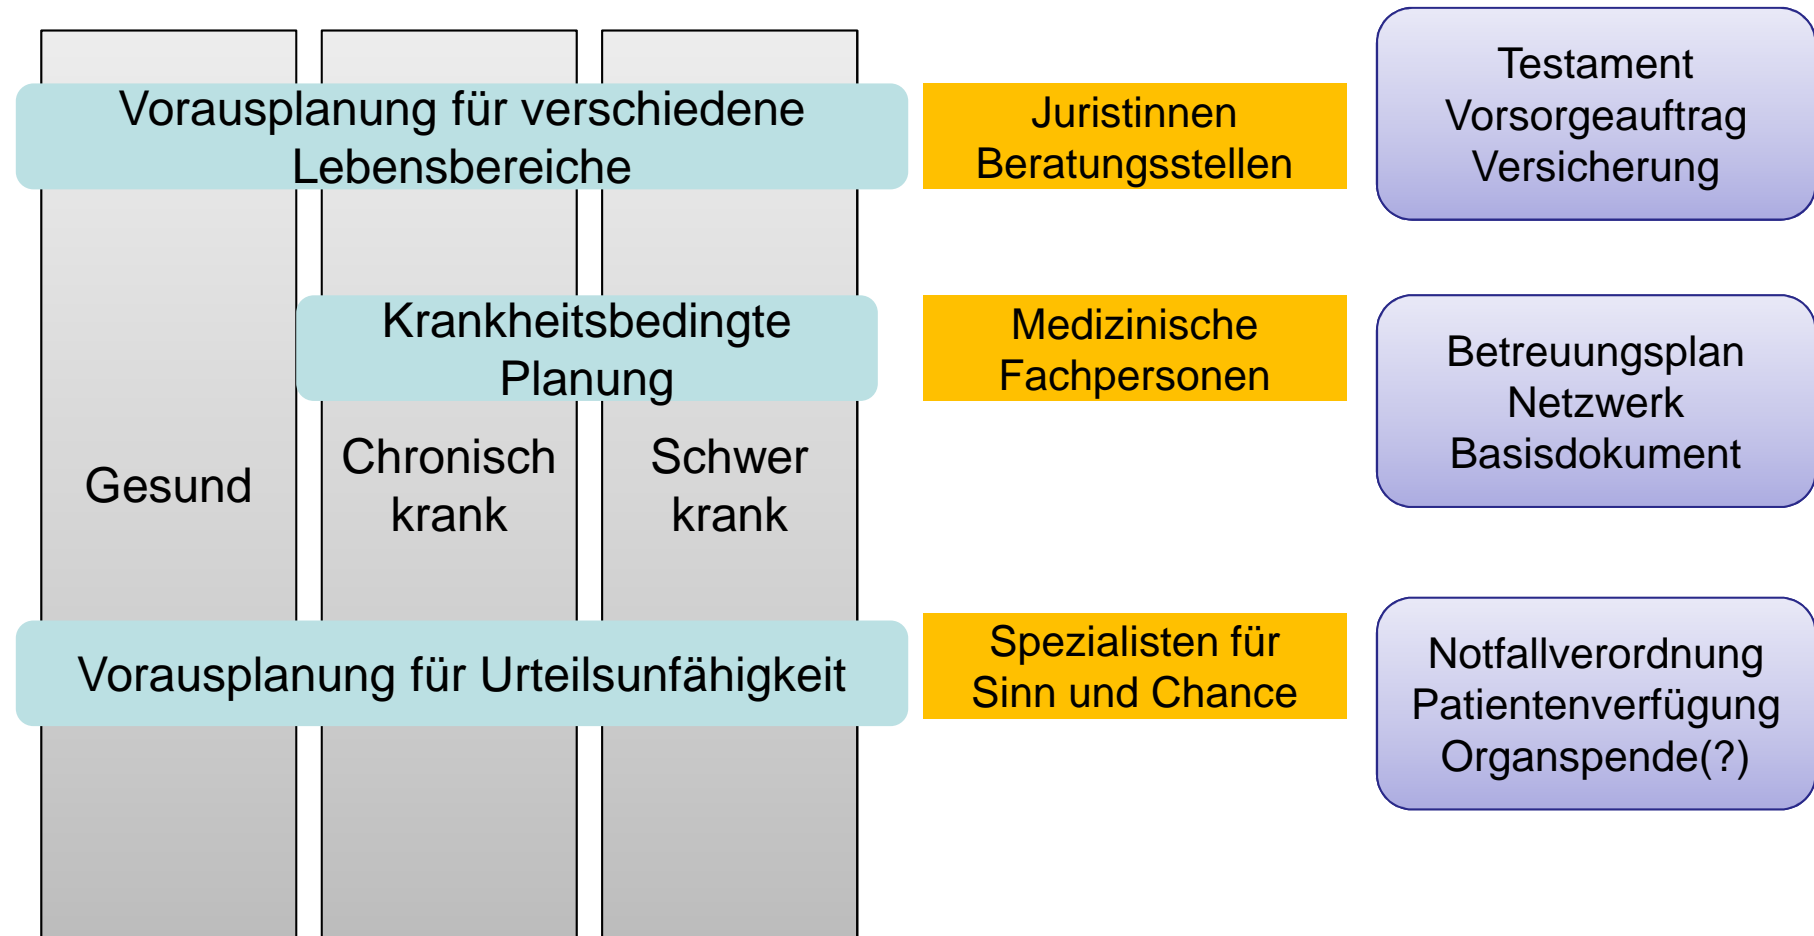 Vorausplanung für verschiedene
Lebensbereiche
Juristinnen
Beratungsstellen
Testament
Vorsorgeauftrag
Versicherung
Krankheitsbedingte
Planung
Medizinische
Fachpersonen
Betreuungsplan
Netzwerk
Basisdokument
Gesund
Chronisch
krank
Schwer
krank
Vorausplanung für Urteilsunfähigkeit
Spezialisten für
Sinn und Chance
Notfallverordnung
Patientenverfügung
Organspende(?)